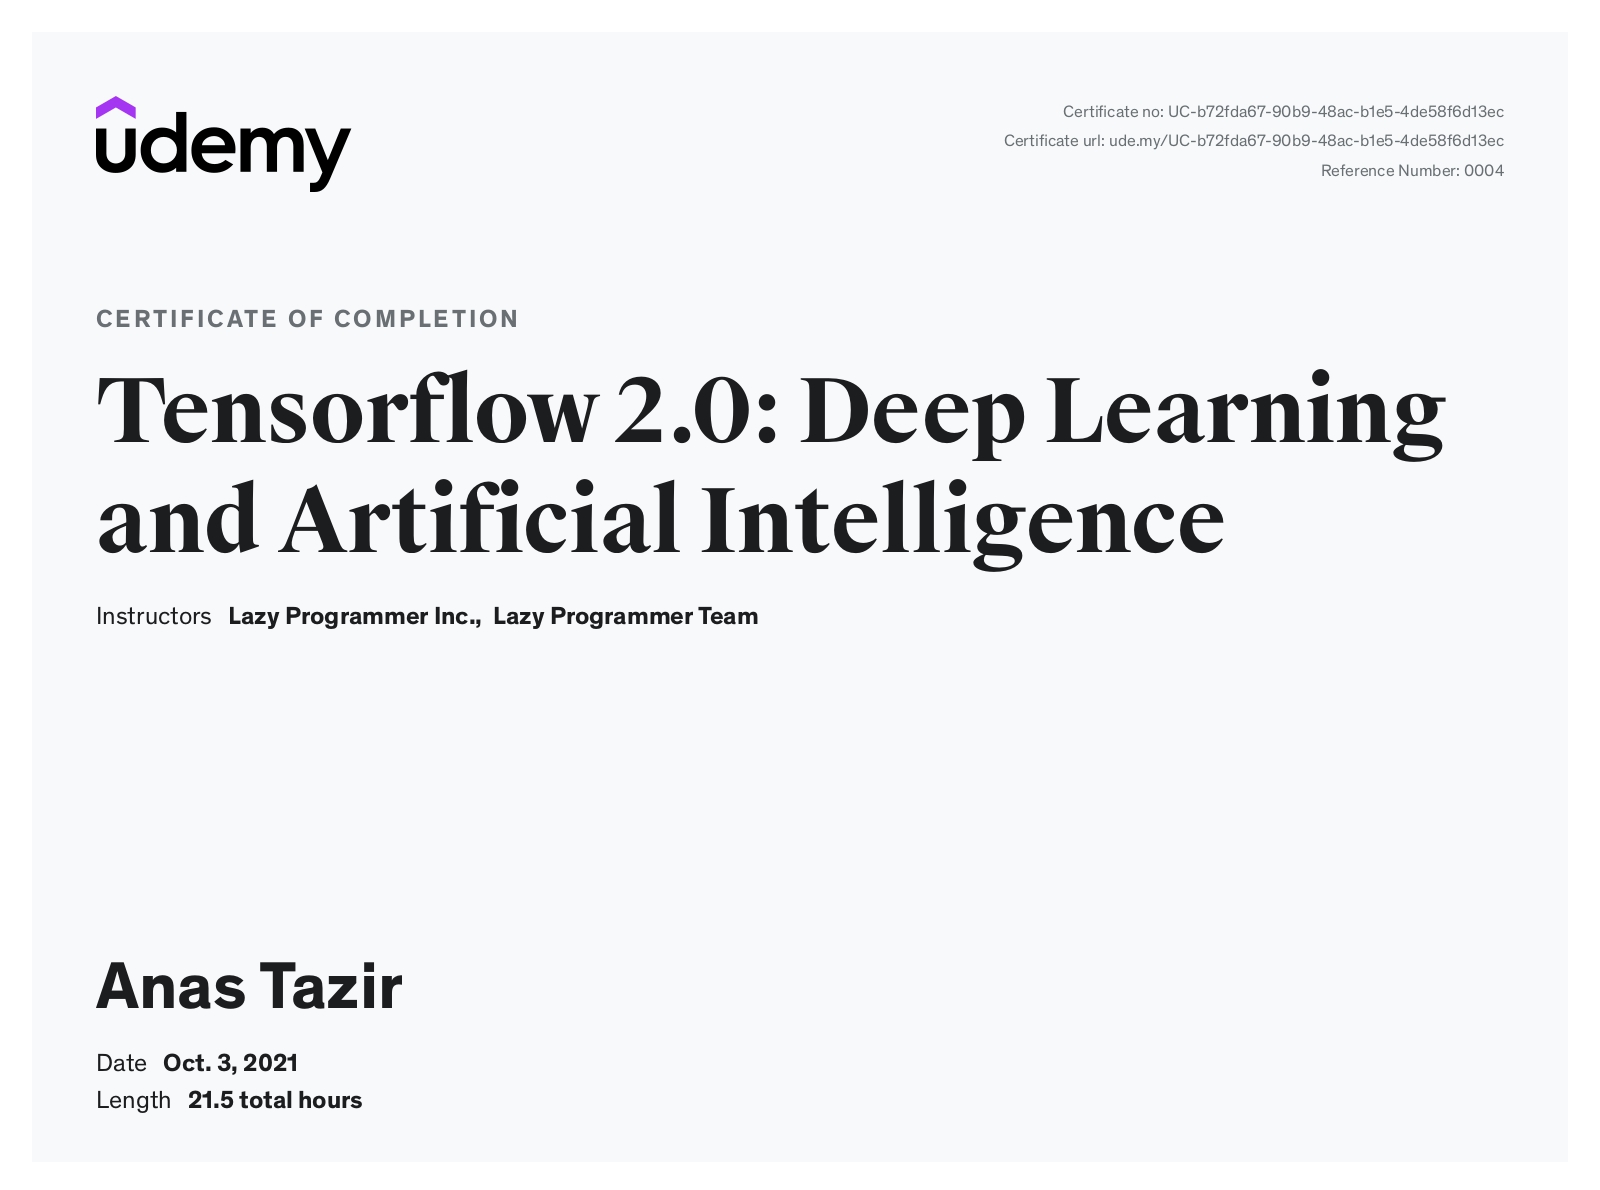 udemy
Certificate no: UC-b72fda67-90b9-48ac-b1e5-4de58f6d13ec
Certificate url: ude.my/UC-b72fda67-90b9-48ac-b1e5-4de58f6d13ec
Reference Number: 0004
CERTIFICATE OF COMPLETION
Tensorflow 2.0: Deep Learning
and Artificial Intelligence
Instructors Lazy Programmer Inc., Lazy Programmer Team
Anas Tazir
Date Oct. 3, 2021
Length 21.5 total hours